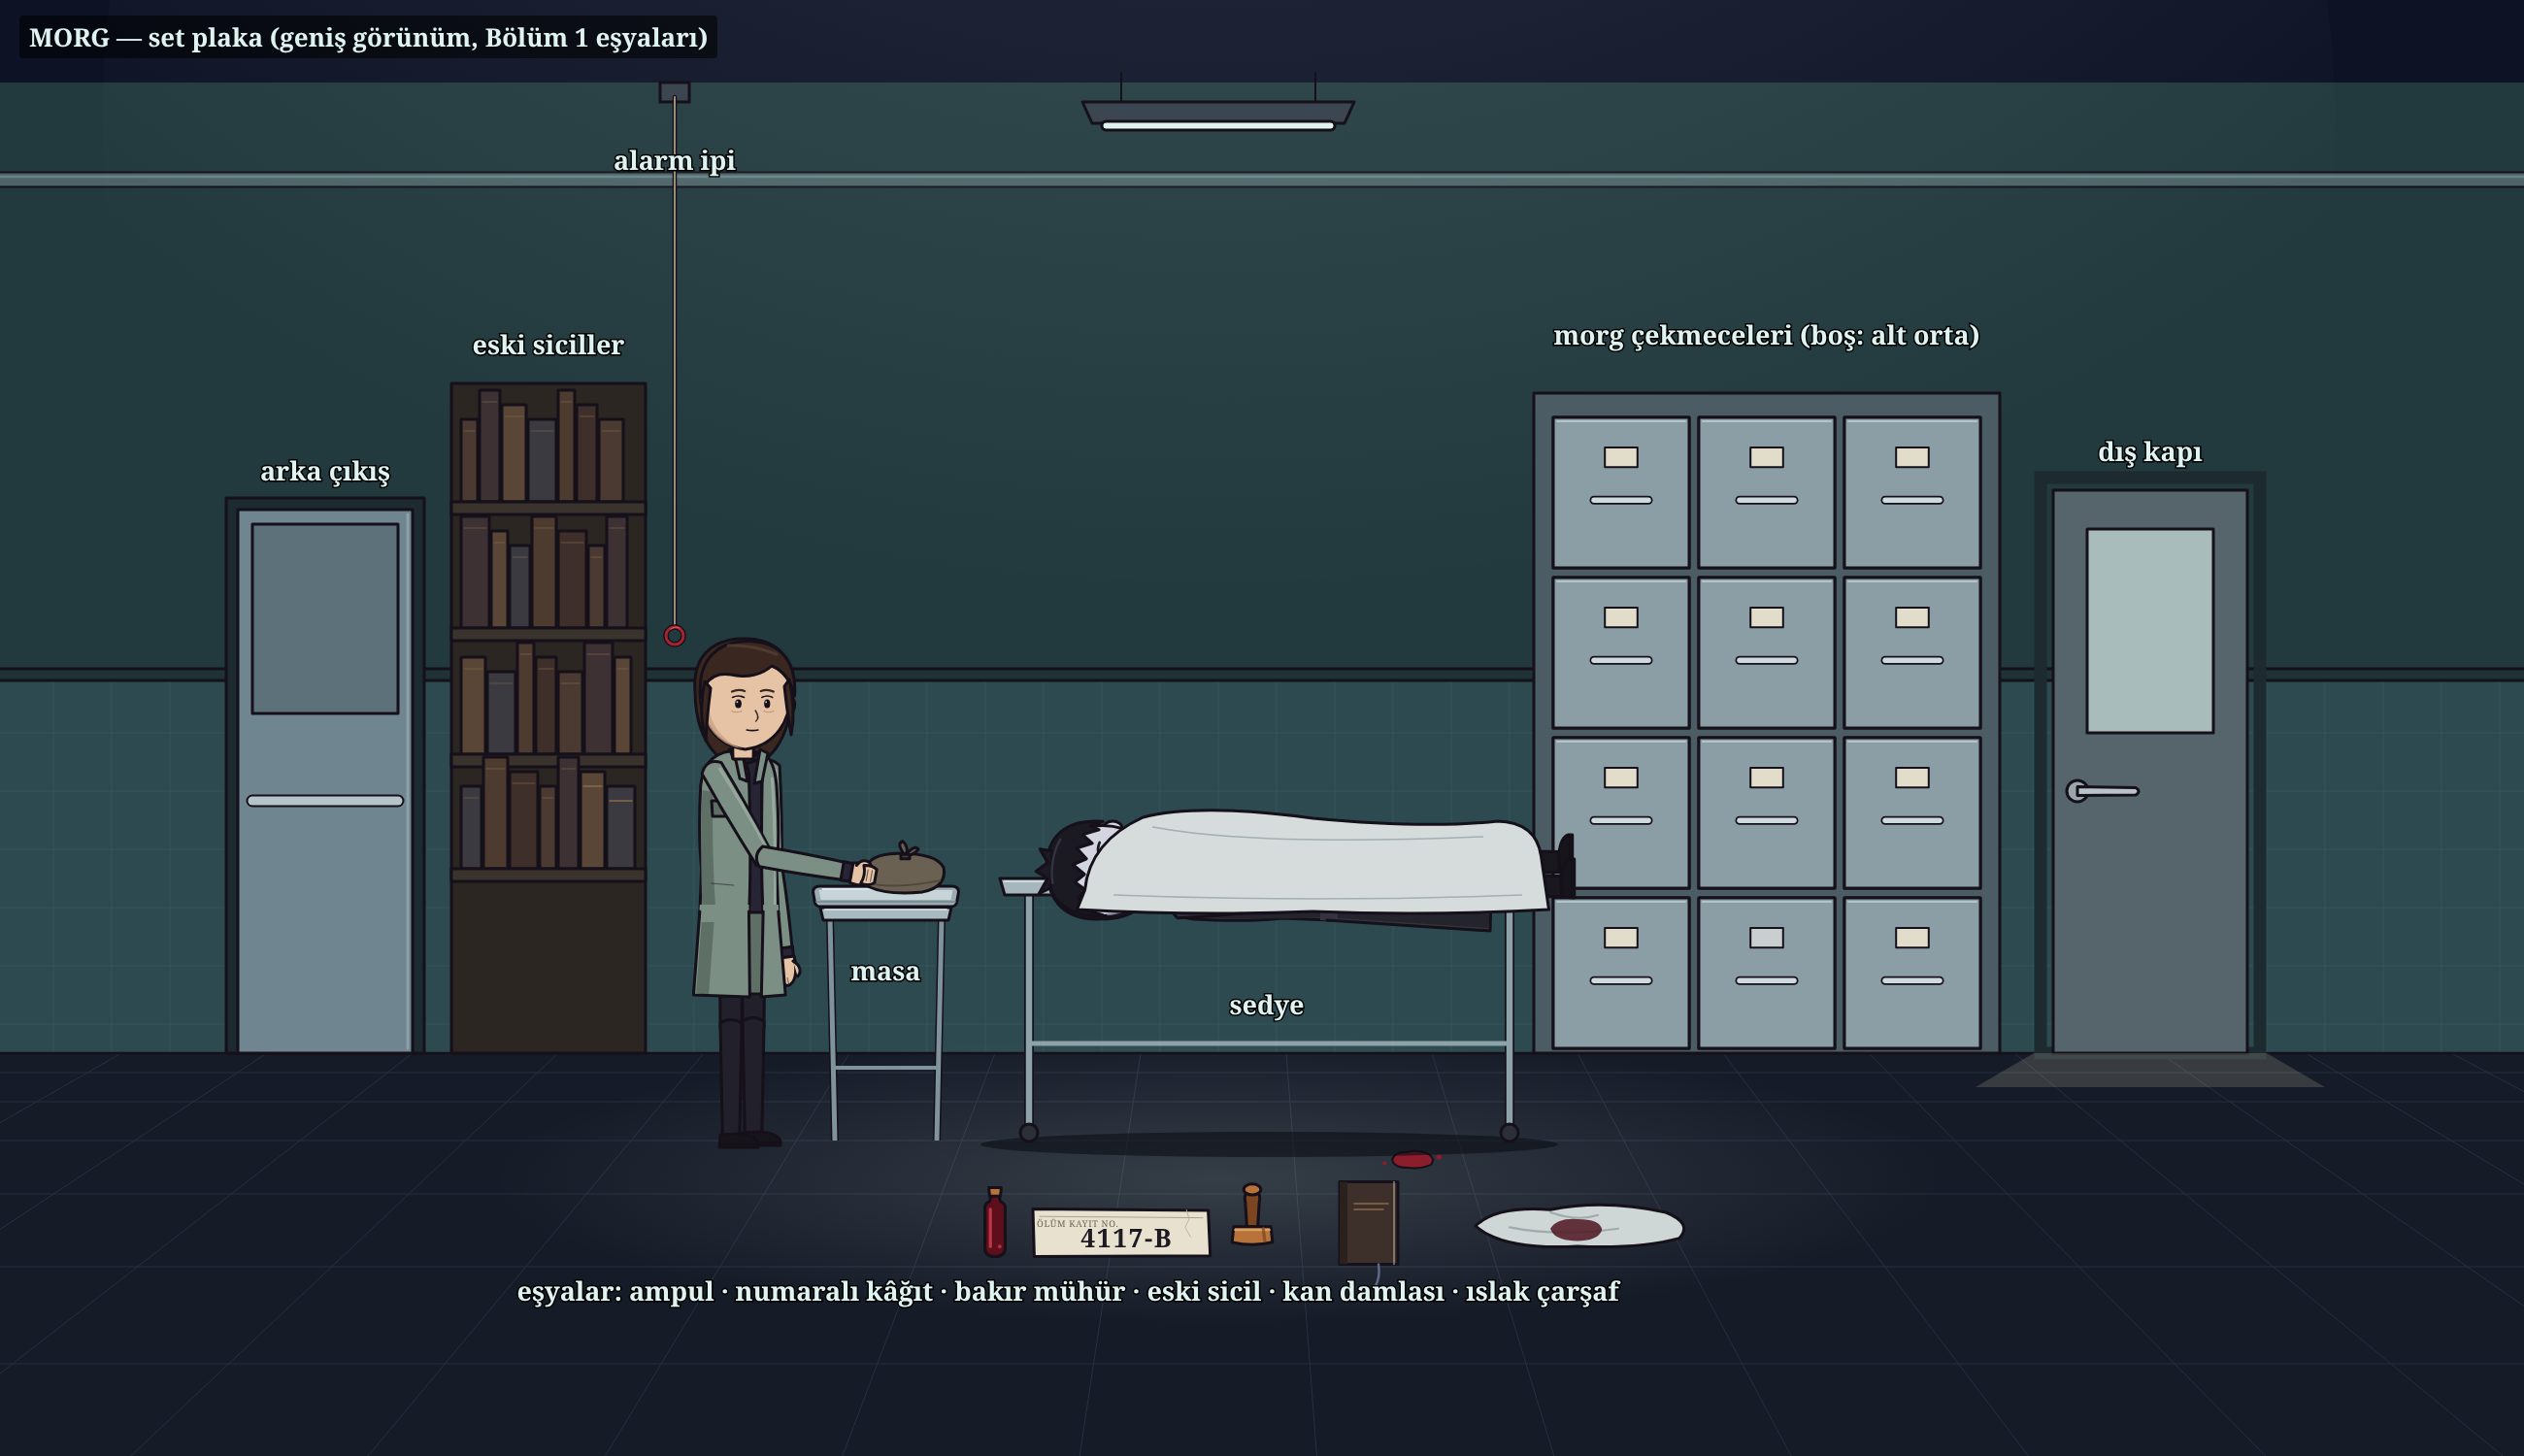 MORG — set plaka (geniş görünüm, Bölüm 1 eşyaları)
alarm ipi
eski siciller
morg çekmeceleri (boş: alt orta)
arka çıkış
dış kapı
masa
sedye
ÖLÜM KAYIT NO.
4117-B
eşyalar: ampul · numaralı kâğıt · bakır mühür · eski sicil · kan damlası · ıslak çarşaf